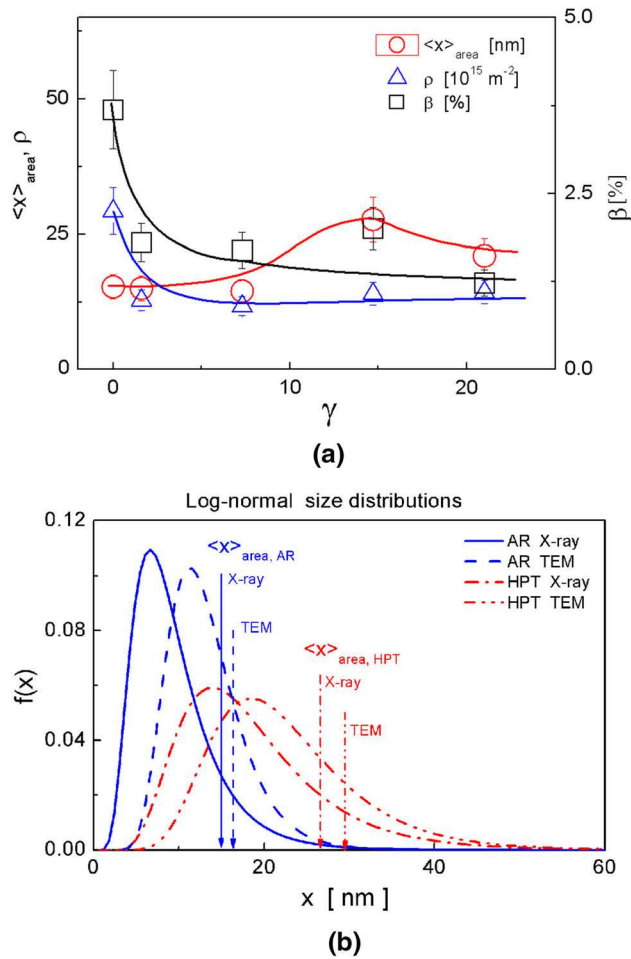 <x>area [nm]
ρ [10^15 m^-2]
β [%]
<x>area, ρ
50
25
0
5.0
2.5
0.0
β [%]
0 10 20
γ
(a)
Log-normal size distributions
0.12
0.08
0.04
0.00
f(x)
<x>area, AR
X-ray
TEM
<x>area, HPT
X-ray
TEM
AR X-ray
AR TEM
HPT X-ray
HPT TEM
0 20 40 60
x [ nm ]
(b)